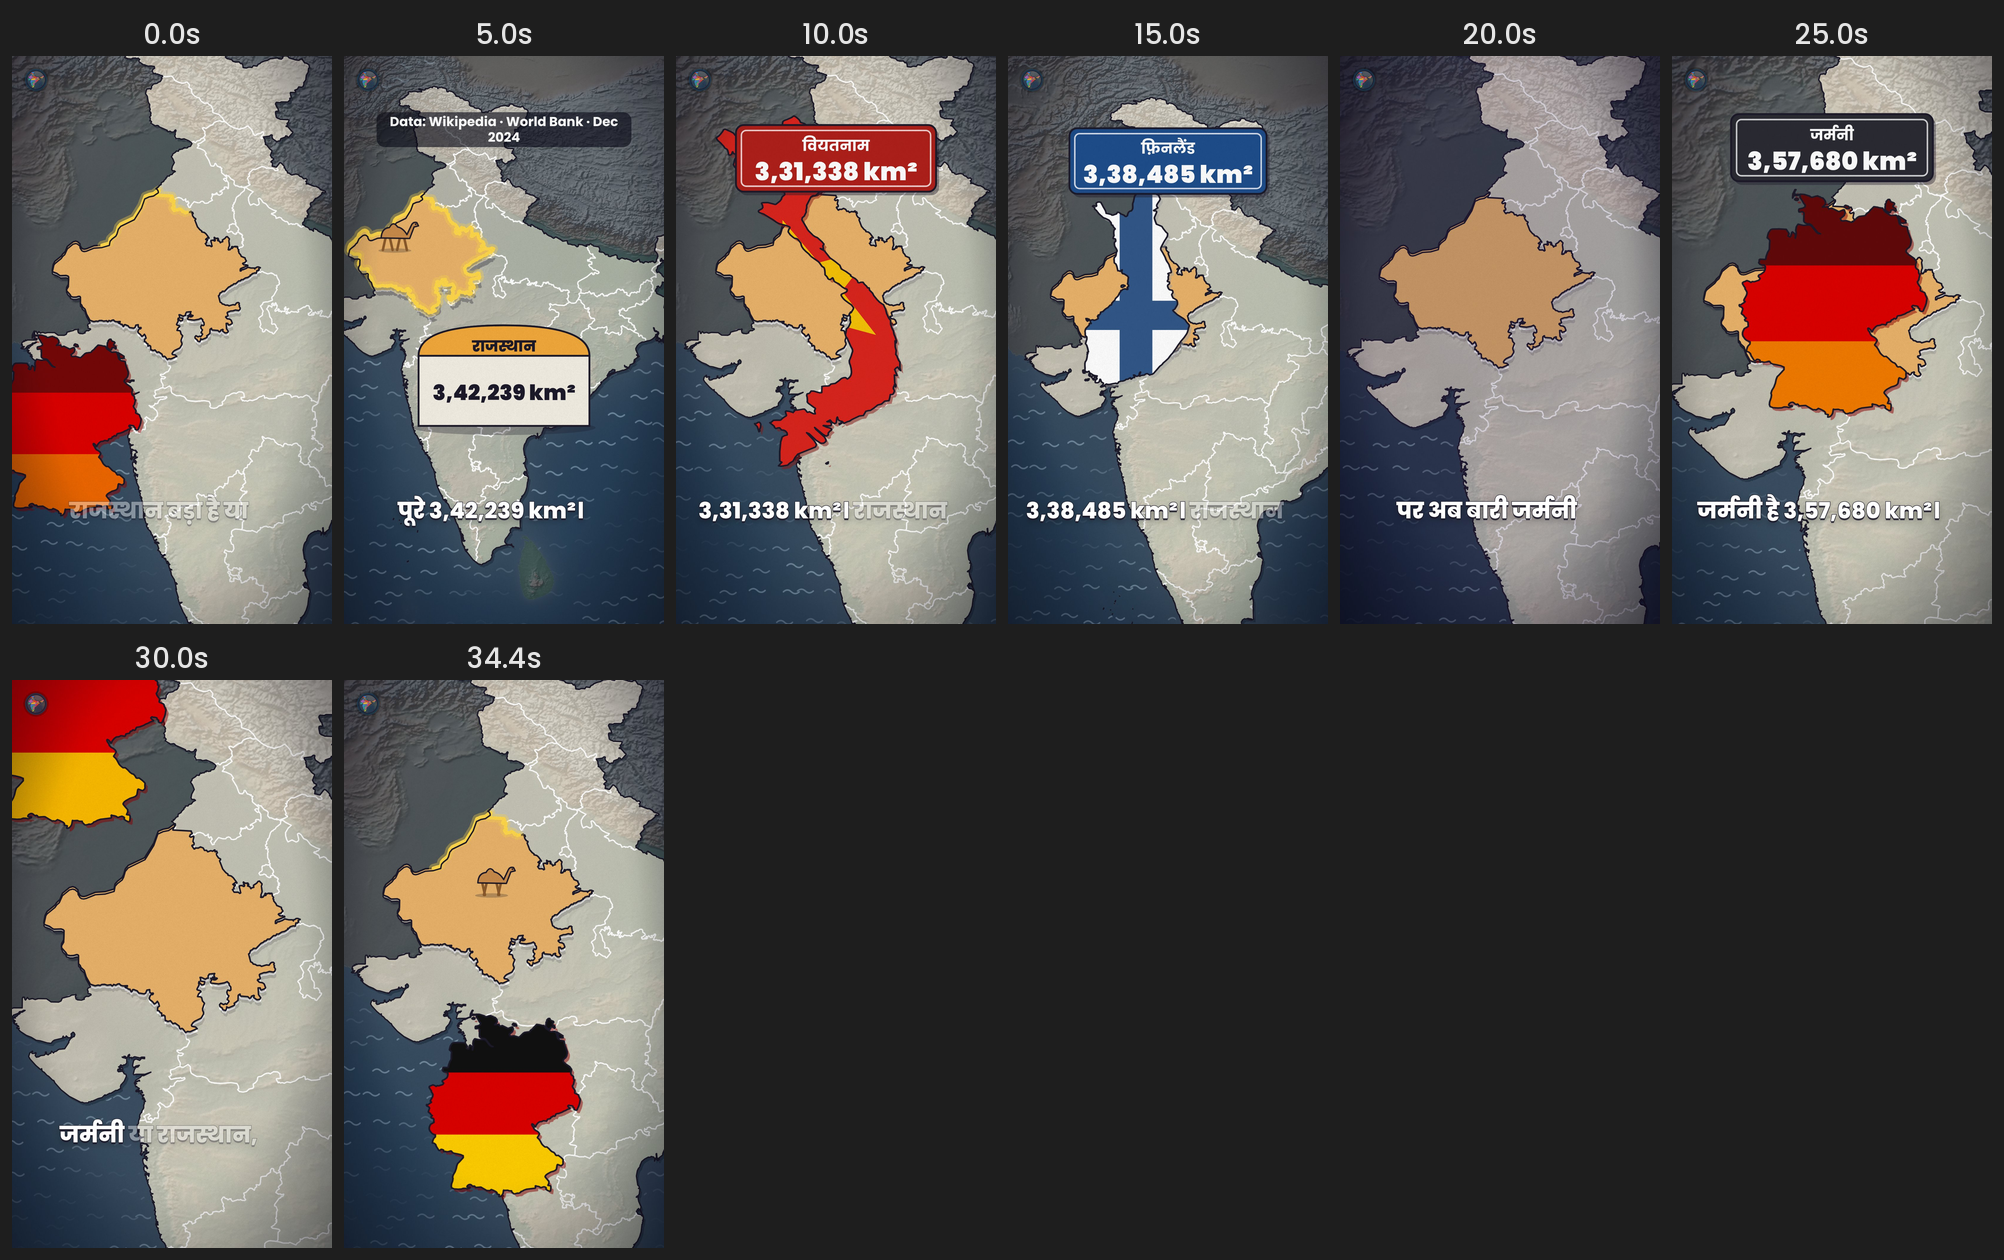 0.0s
5.0s
10.0s
15.0s
20.0s
25.0s
राजस्थान बड़ा है या
Data: Wikipedia · World Bank · Dec
2024
राजस्थान
3,42,239 km²
पूरे 3,42,239 km²।
वियतनाम
3,31,338 km²
3,31,338 km²। राजस्थान
फ़िनलैंड
3,38,485 km²
3,38,485 km²। राजस्थान
पर अब बारी जर्मनी
जर्मनी
3,57,680 km²
जर्मनी है 3,57,680 km²।
30.0s
34.4s
जर्मनी या राजस्थान,